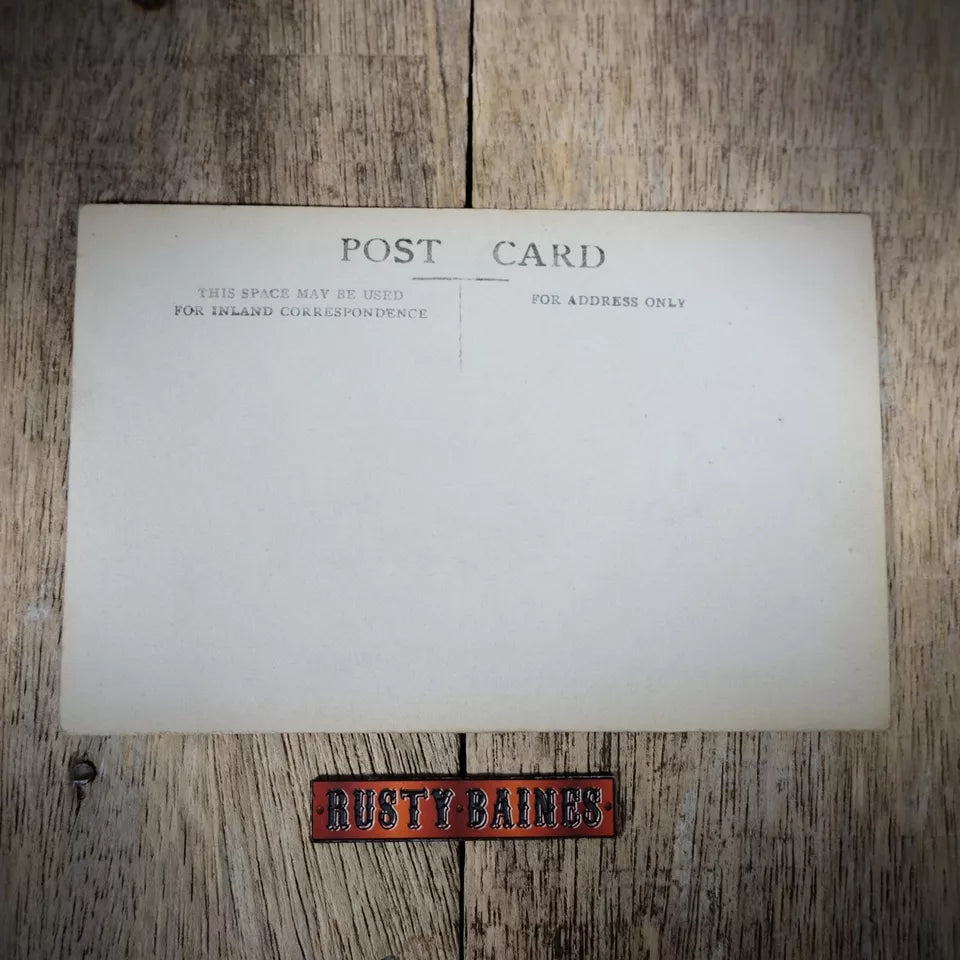 POST CARD
THIS SPACE MAY BE USED
FOR INLAND CORRESPONDENCE
FOR ADDRESS ONLY
RUSTY·BAINES